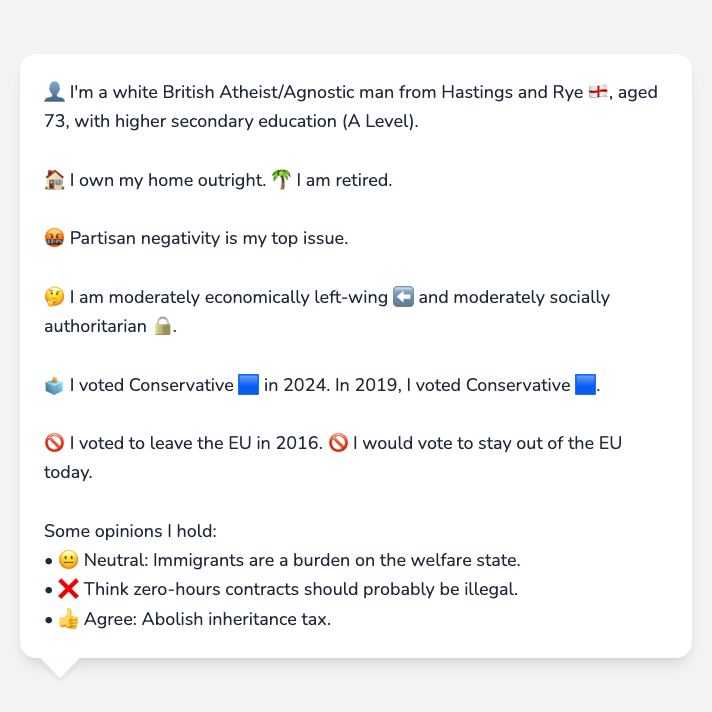 👤 I'm a white British Atheist/Agnostic man from Hastings and Rye 🏴󠁧󠁢󠁥󠁮󠁧󠁿, aged
73, with higher secondary education (A Level).
🏠 I own my home outright. 🌴 I am retired.
🤬 Partisan negativity is my top issue.
🤔 I am moderately economically left-wing ⬅️ and moderately socially
authoritarian 🔒.
🗳️ I voted Conservative 🟦 in 2024. In 2019, I voted Conservative 🟦.
🚫 I voted to leave the EU in 2016. 🚫 I would vote to stay out of the EU
today.
Some opinions I hold:
• 😐 Neutral: Immigrants are a burden on the welfare state.
• ❌ Think zero-hours contracts should probably be illegal.
• 👍 Agree: Abolish inheritance tax.